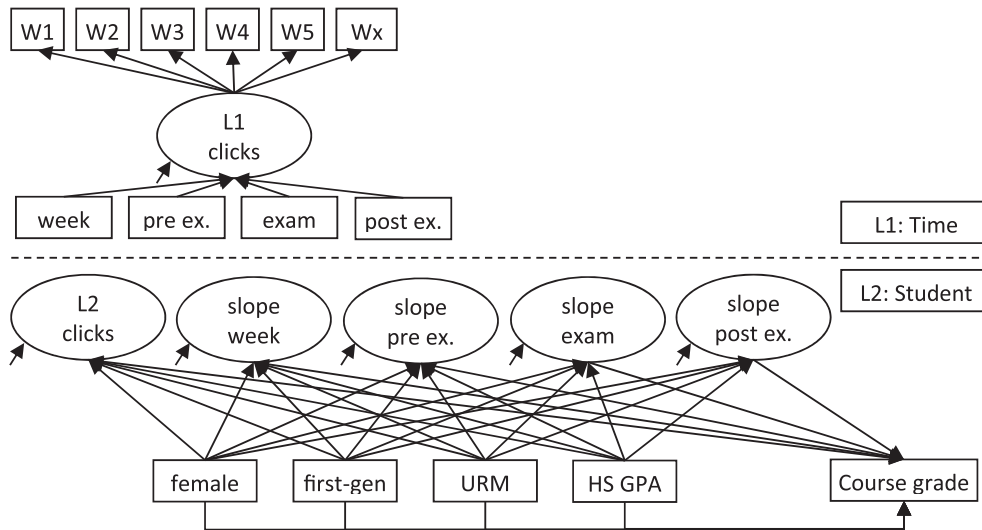 W1 W2 W3 W4 W5 Wx
L1
clicks
week pre ex. exam post ex.
L1: Time
L2: Student
L2
clicks
slope
week
slope
pre ex.
slope
exam
slope
post ex.
female first-gen URM HS GPA Course grade